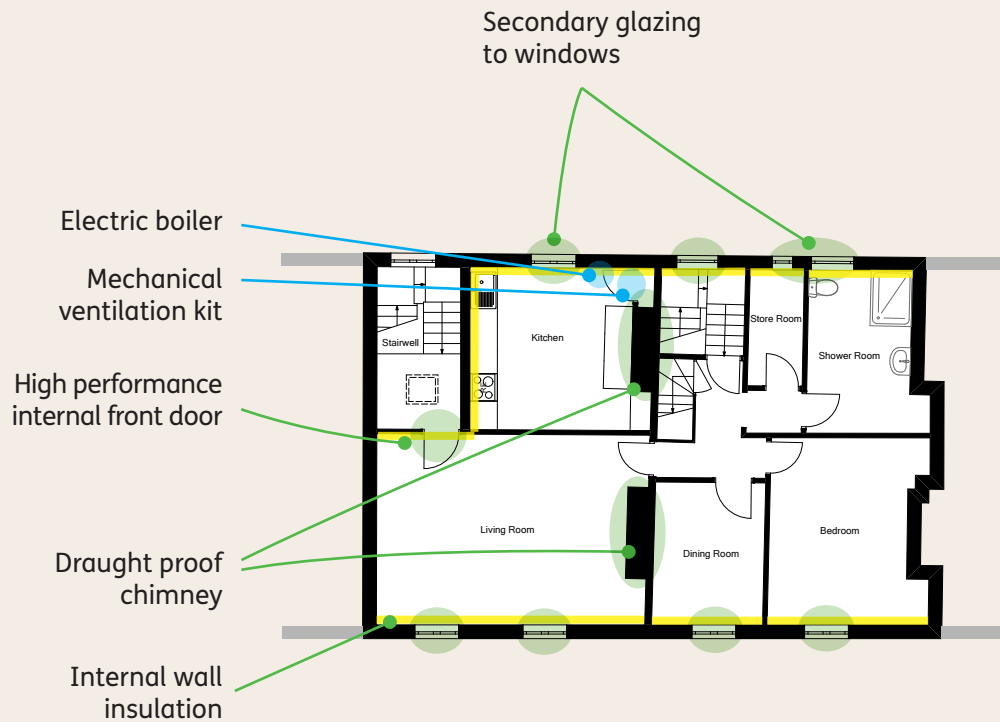 Secondary glazing
to windows
Electric boiler
Mechanical
ventilation kit
High performance
internal front door
Draught proof
chimney
Internal wall
insulation
Stairwell
Kitchen
Store Room
Shower Room
Living Room
Dining Room
Bedroom